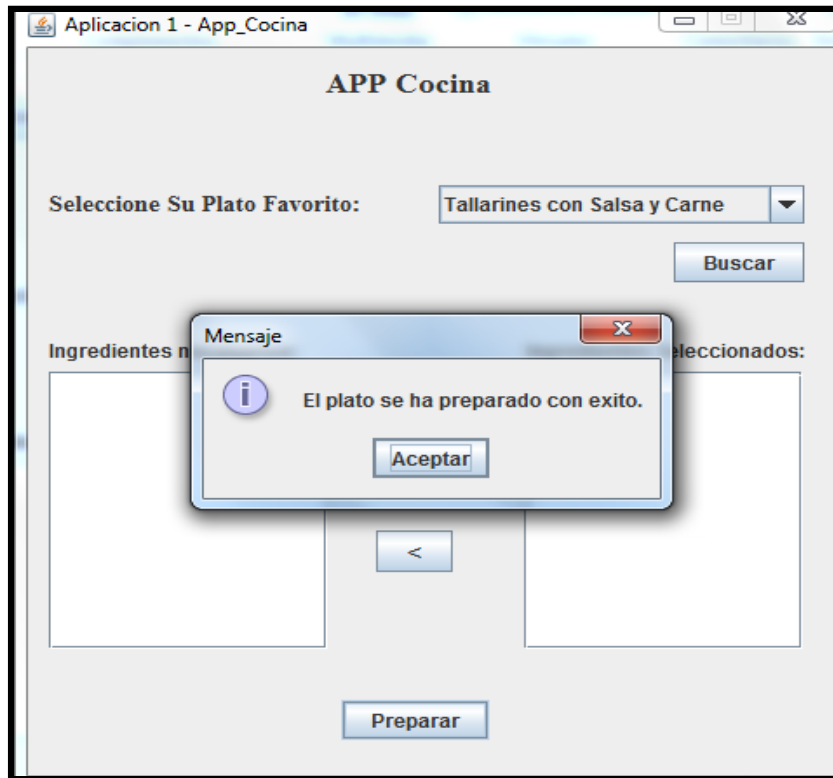 Aplicacion 1 - App_Cocina
APP Cocina
Seleccione Su Plato Favorito:
Tallarines con Salsa y Carne
Buscar
Mensaje
Ingredientes
eleccionados:
El plato se ha preparado con exito.
Aceptar
<
Preparar